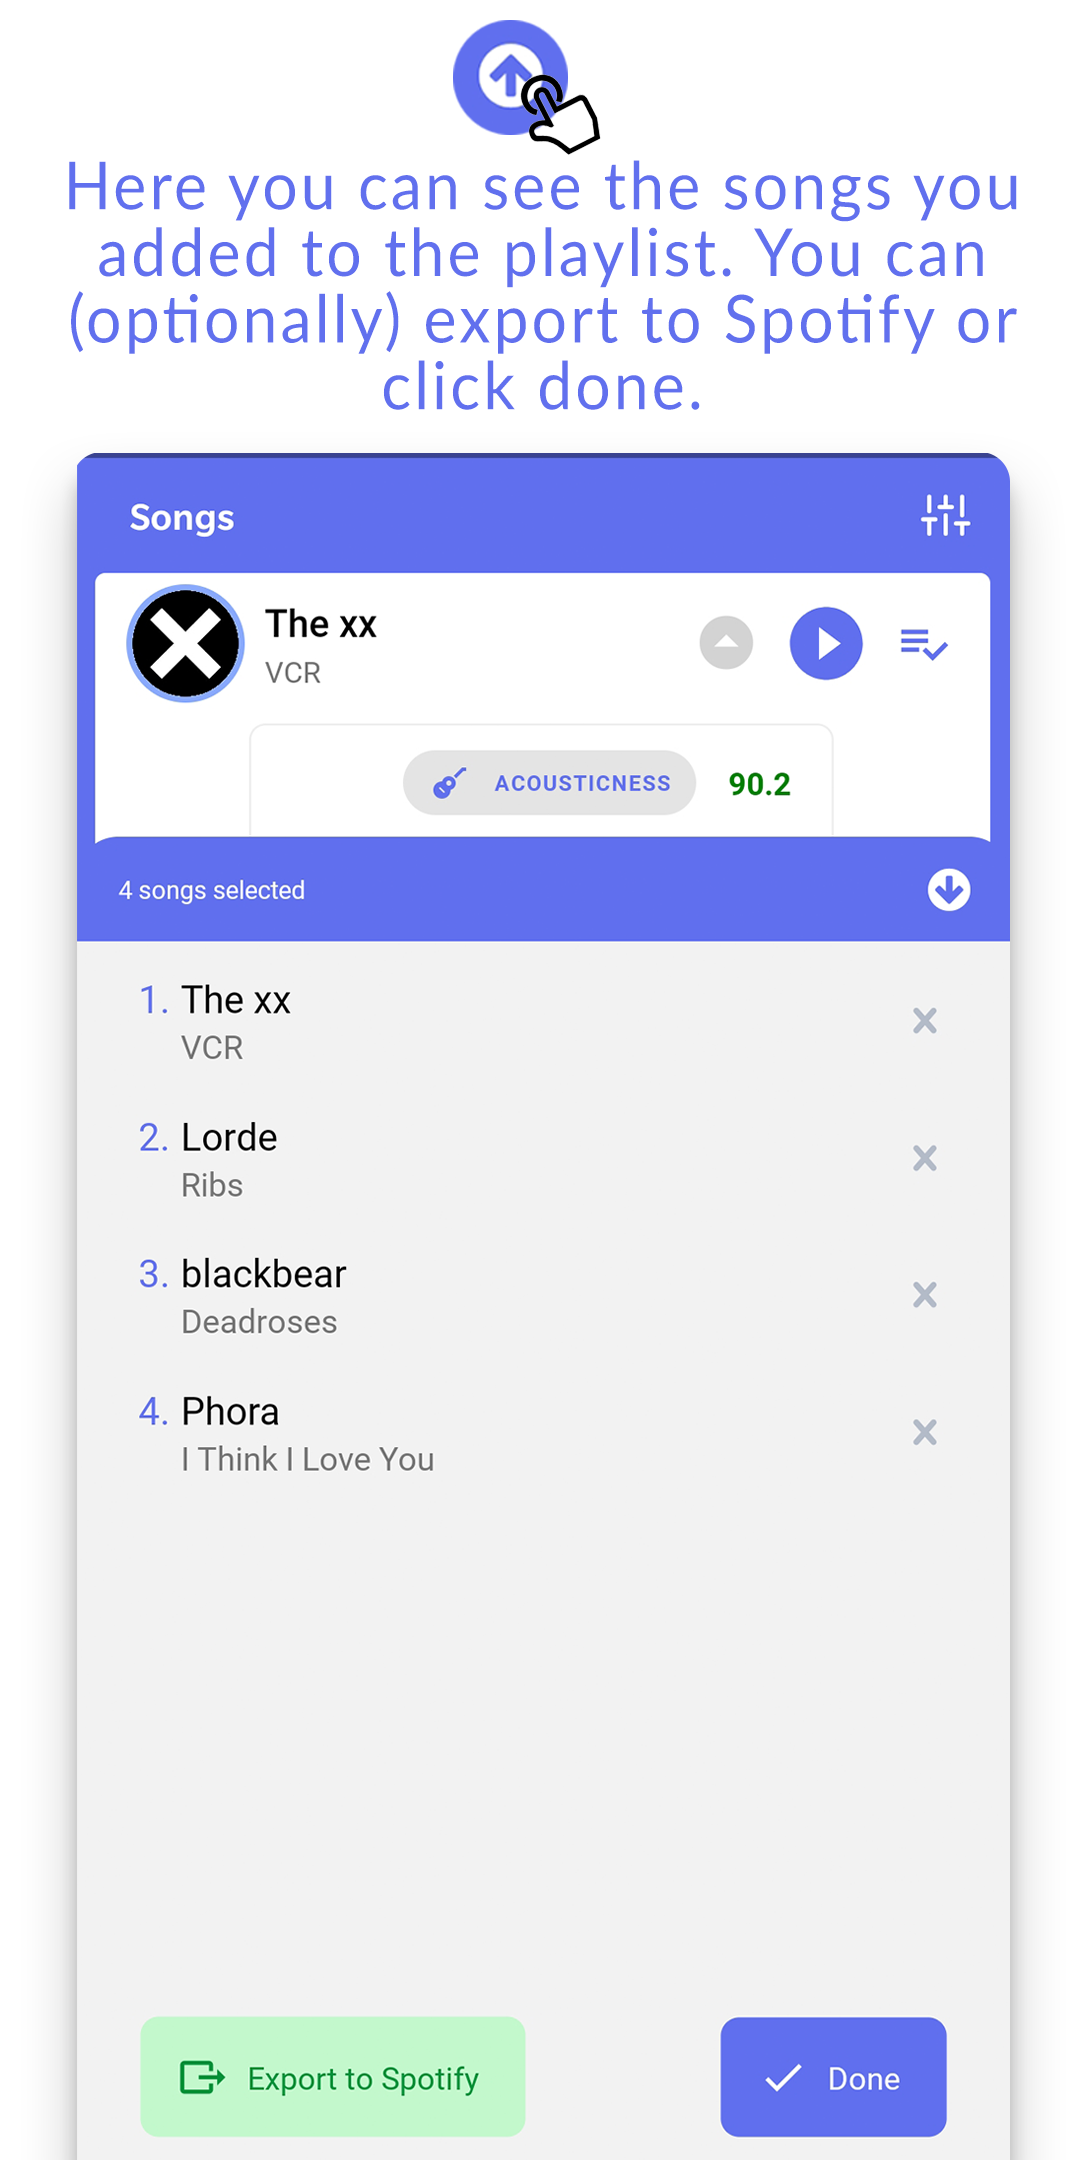 Here you can see the songs you
added to the playlist. You can
(optionally) export to Spotify or
click done.
Songs
The xx
VCR
ACOUSTICNESS 90.2
4 songs selected
1. The xx
VCR
2. Lorde
Ribs
3. blackbear
Deadroses
4. Phora
I Think I Love You
Export to Spotify
Done